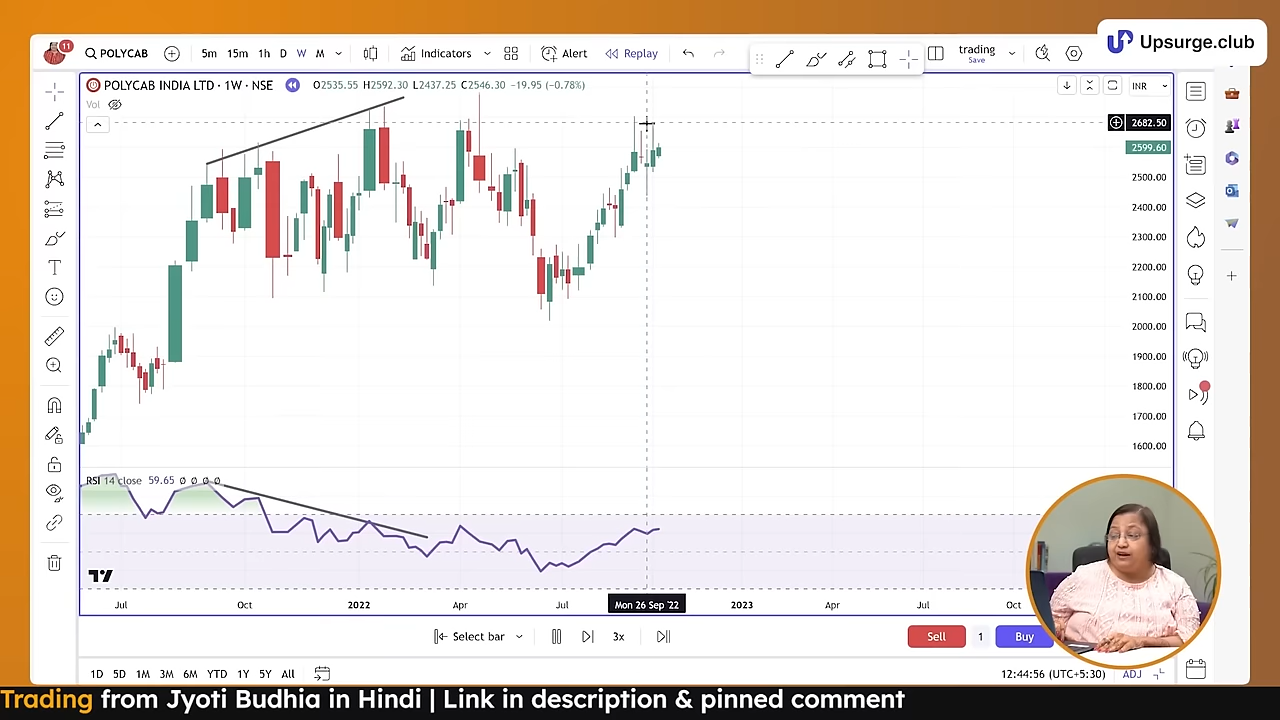 Upsurge.club
11
POLYCAB
5m 15m 1h D W M
Indicators
Alert
Replay
trading
Save
POLYCAB INDIA LTD · 1W · NSE
O2535.55 H2592.30 L2437.25 C2546.30 −19.95 (−0.78%)
INR
Vol
2682.50
2599.60
2500.00
2400.00
2300.00
2200.00
2100.00
2000.00
1900.00
1800.00
1700.00
1600.00
RSI 14 close 59.65 Ø Ø Ø Ø
Jul Oct 2022 Apr Jul Mon 26 Sep '22 2023 Apr Jul Oct
Select bar
3x
Sell 1 Buy
1D 5D 1M 3M 6M YTD 1Y 5Y All
12:44:56 (UTC+5:30) ADJ
Trading from Jyoti Budhia in Hindi | Link in description & pinned comment